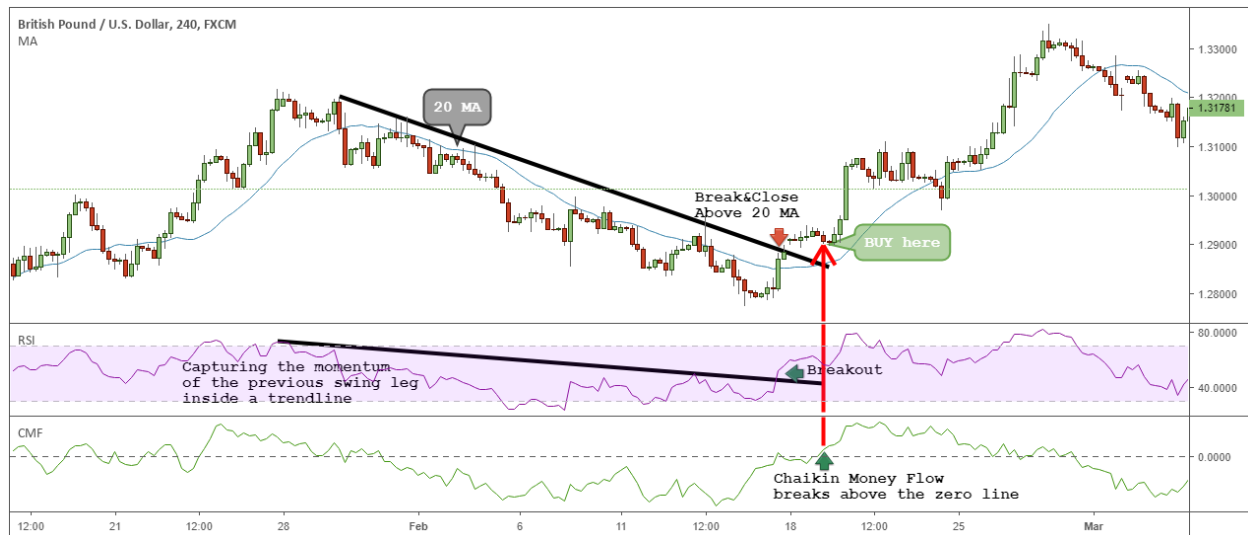 British Pound / U.S. Dollar, 240, FXCM
MA
1.33000
1.32000
1.31781
1.31000
1.30000
1.29000
1.28000
20 MA
Break&Close
Above 20 MA
BUY here
RSI
80.0000
40.0000
Capturing the momentum
of the previous swing leg
inside a trendline
Breakout
CMF
0.0000
Chaikin Money Flow
breaks above the zero line
12:00 21 12:00 28 Feb 6 11 12:00 18 12:00 25 Mar